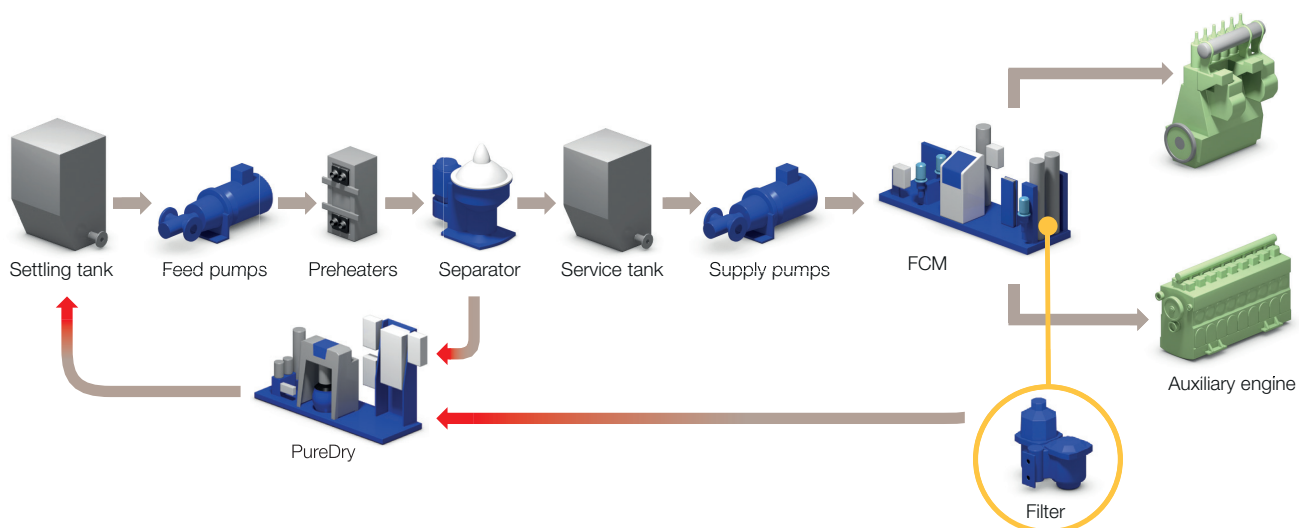 Settling tank
Feed pumps
Preheaters
Separator
Service tank
Supply pumps
FCM
Auxiliary engine
PureDry
Filter